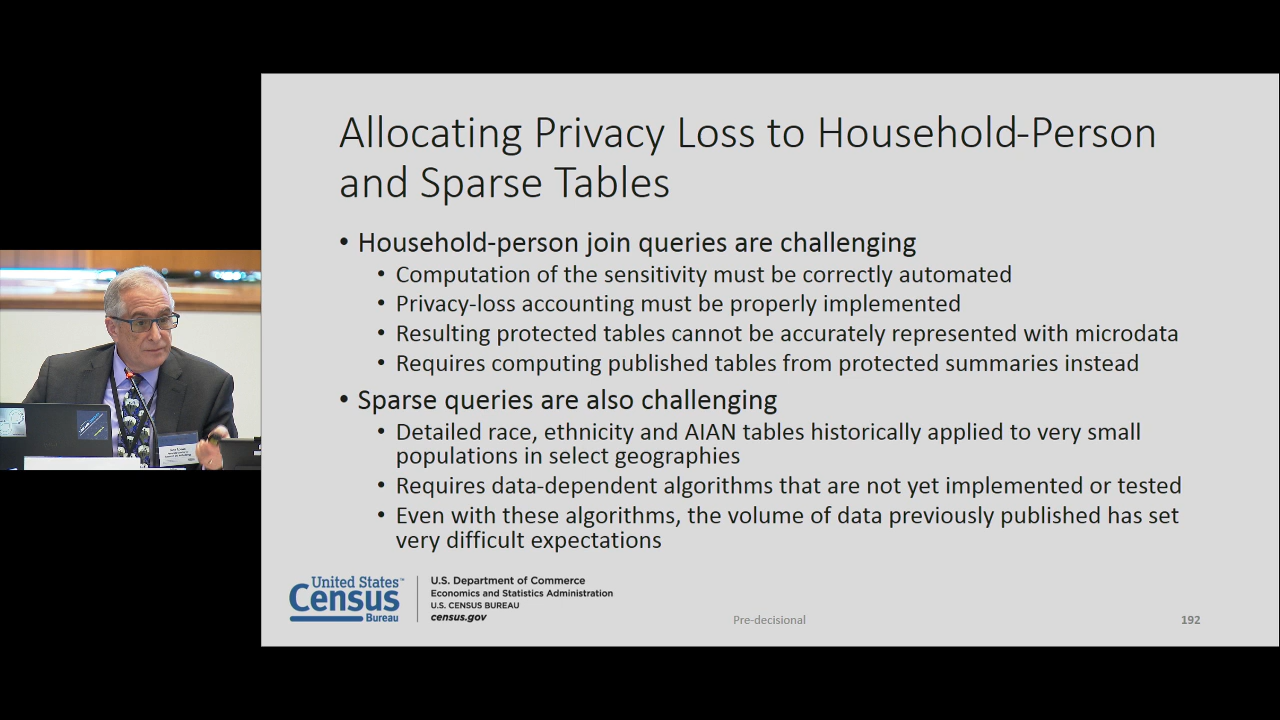 Allocating Privacy Loss to Household-Person
and Sparse Tables
• Household-person join queries are challenging
• Computation of the sensitivity must be correctly automated
• Privacy-loss accounting must be properly implemented
• Resulting protected tables cannot be accurately represented with microdata
• Requires computing published tables from protected summaries instead
• Sparse queries are also challenging
• Detailed race, ethnicity and AIAN tables historically applied to very small
populations in select geographies
• Requires data-dependent algorithms that are not yet implemented or tested
• Even with these algorithms, the volume of data previously published has set
very difficult expectations
United States™
Census
Bureau
U.S. Department of Commerce
Economics and Statistics Administration
U.S. CENSUS BUREAU
census.gov
Pre-decisional
192